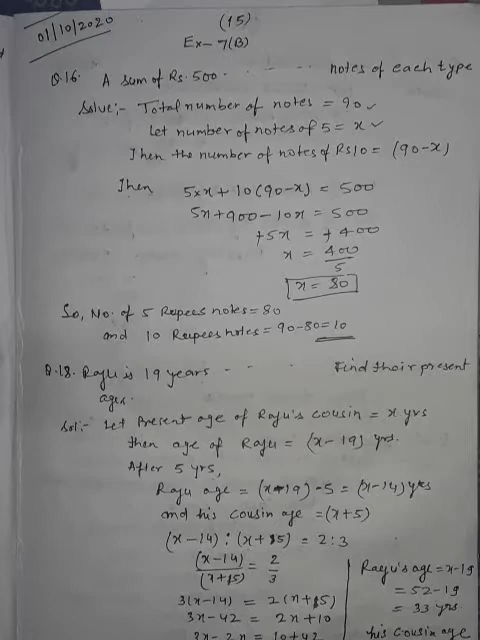 01/10/2020
(15)
Ex-7(B)
Q.16. A sum of Rs. 500 - - - - notes of each type
Solve:- Total number of notes = 90 ✓
Let number of notes of 5 = x ✓
Then the number of notes of Rs10 = (90-x)
Then 5×x + 10(90-x) = 500
5x+900-10x = 500
+5x = +400
x = 400/5
x = 80
So, No. of 5 Rupees notes = 80
and 10 Rupees notes = 90-80=10
Q.18. Raju is 19 years - - - Find their present
ages.
Sol:- Let Present age of Raju's cousin = x yrs
then age of Raju = (x-19) yrs.
After 5 yrs,
Raju age = (x-19)-5 = (x-14) yrs
and his cousin age = (x+5)
(x-14) : (x+5) = 2:3
(x-14)/(x+5) = 2/3
3(x-14) = 2(x+5)
3x-42 = 2x+10
3x-2x = 10+42
Raju's age = x-19
= 52-19
= 33 yrs.
his cousin age